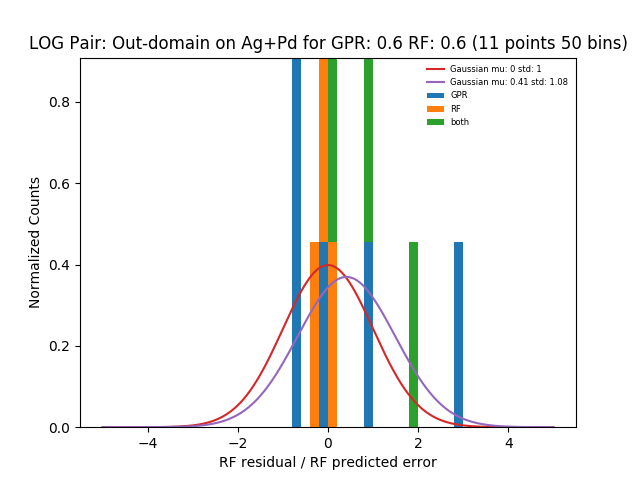 LOG Pair: Out-domain on Ag+Pd for GPR: 0.6 RF: 0.6 (11 points 50 bins)
Gaussian mu: 0 std: 1
Gaussian mu: 0.41 std: 1.08
GPR
RF
both
Normalized Counts
0.8
0.6
0.4
0.2
0.0
−4
−2
0
2
4
RF residual / RF predicted error